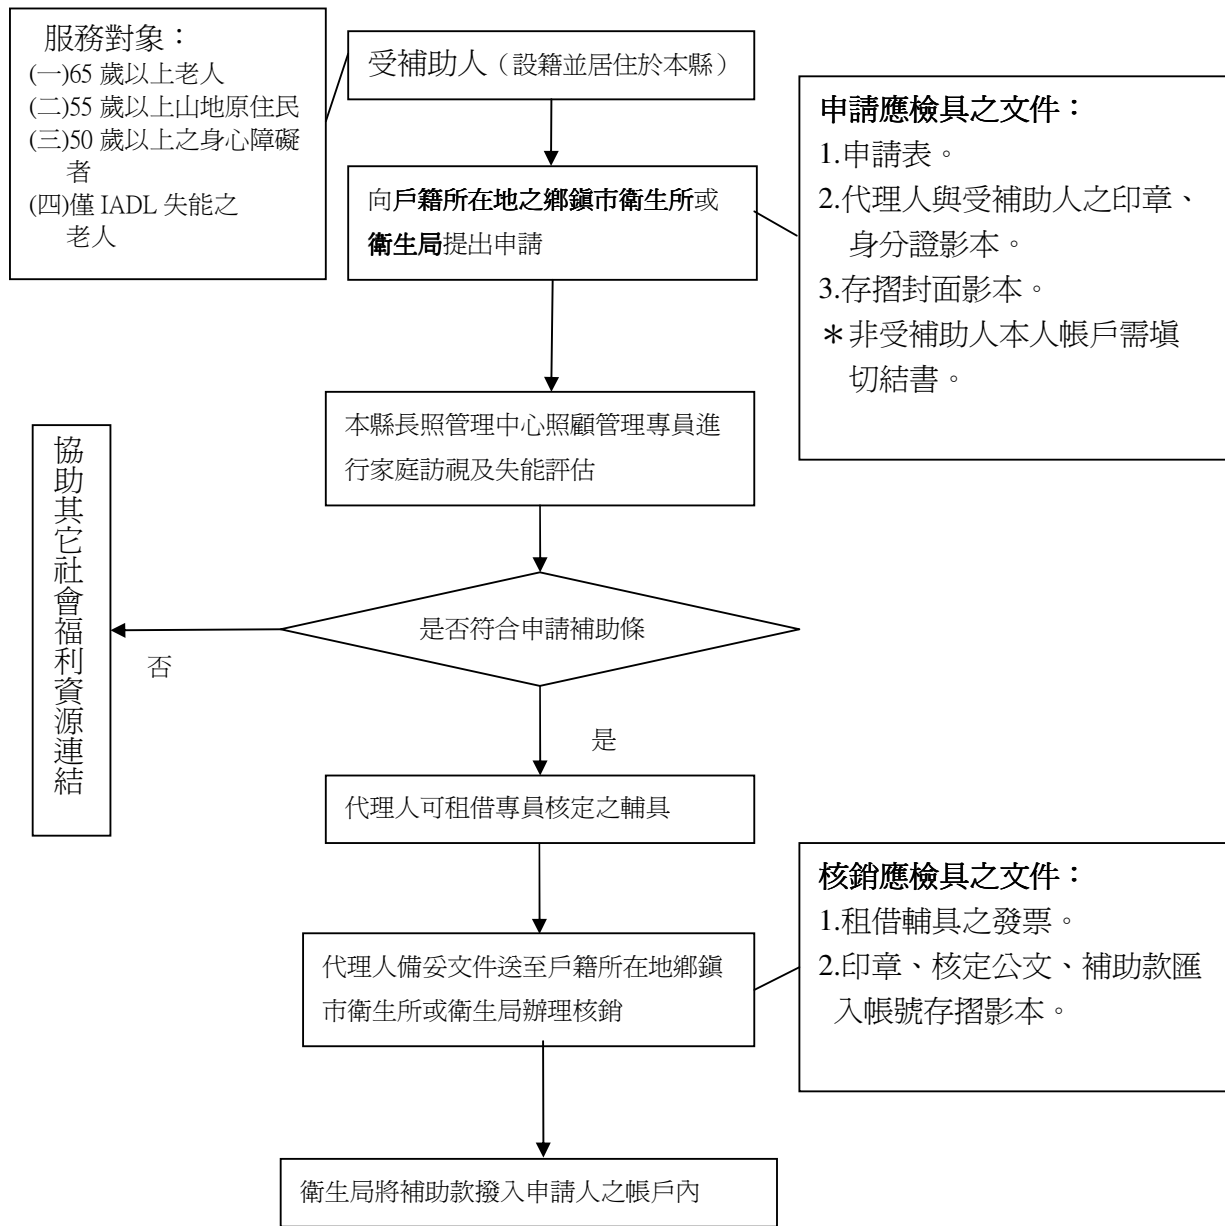 服務對象：
(一)65 歲以上老人
(二)55 歲以上山地原住民
(三)50 歲以上之身心障礙
者
(四)僅 IADL 失能之
老人
受補助人（設籍並居住於本縣）
向戶籍所在地之鄉鎮市衛生所或
衛生局提出申請
申請應檢具之文件：
1.申請表。
2.代理人與受補助人之印章、
身分證影本。
3.存摺封面影本。
＊非受補助人本人帳戶需填
切結書。
本縣長照管理中心照顧管理專員進
行家庭訪視及失能評估
協助其它社會福利資源連結
是否符合申請補助條
否
是
代理人可租借專員核定之輔具
代理人備妥文件送至戶籍所在地鄉鎮
市衛生所或衛生局辦理核銷
核銷應檢具之文件：
1.租借輔具之發票。
2.印章、核定公文、補助款匯
入帳號存摺影本。
衛生局將補助款撥入申請人之帳戶內